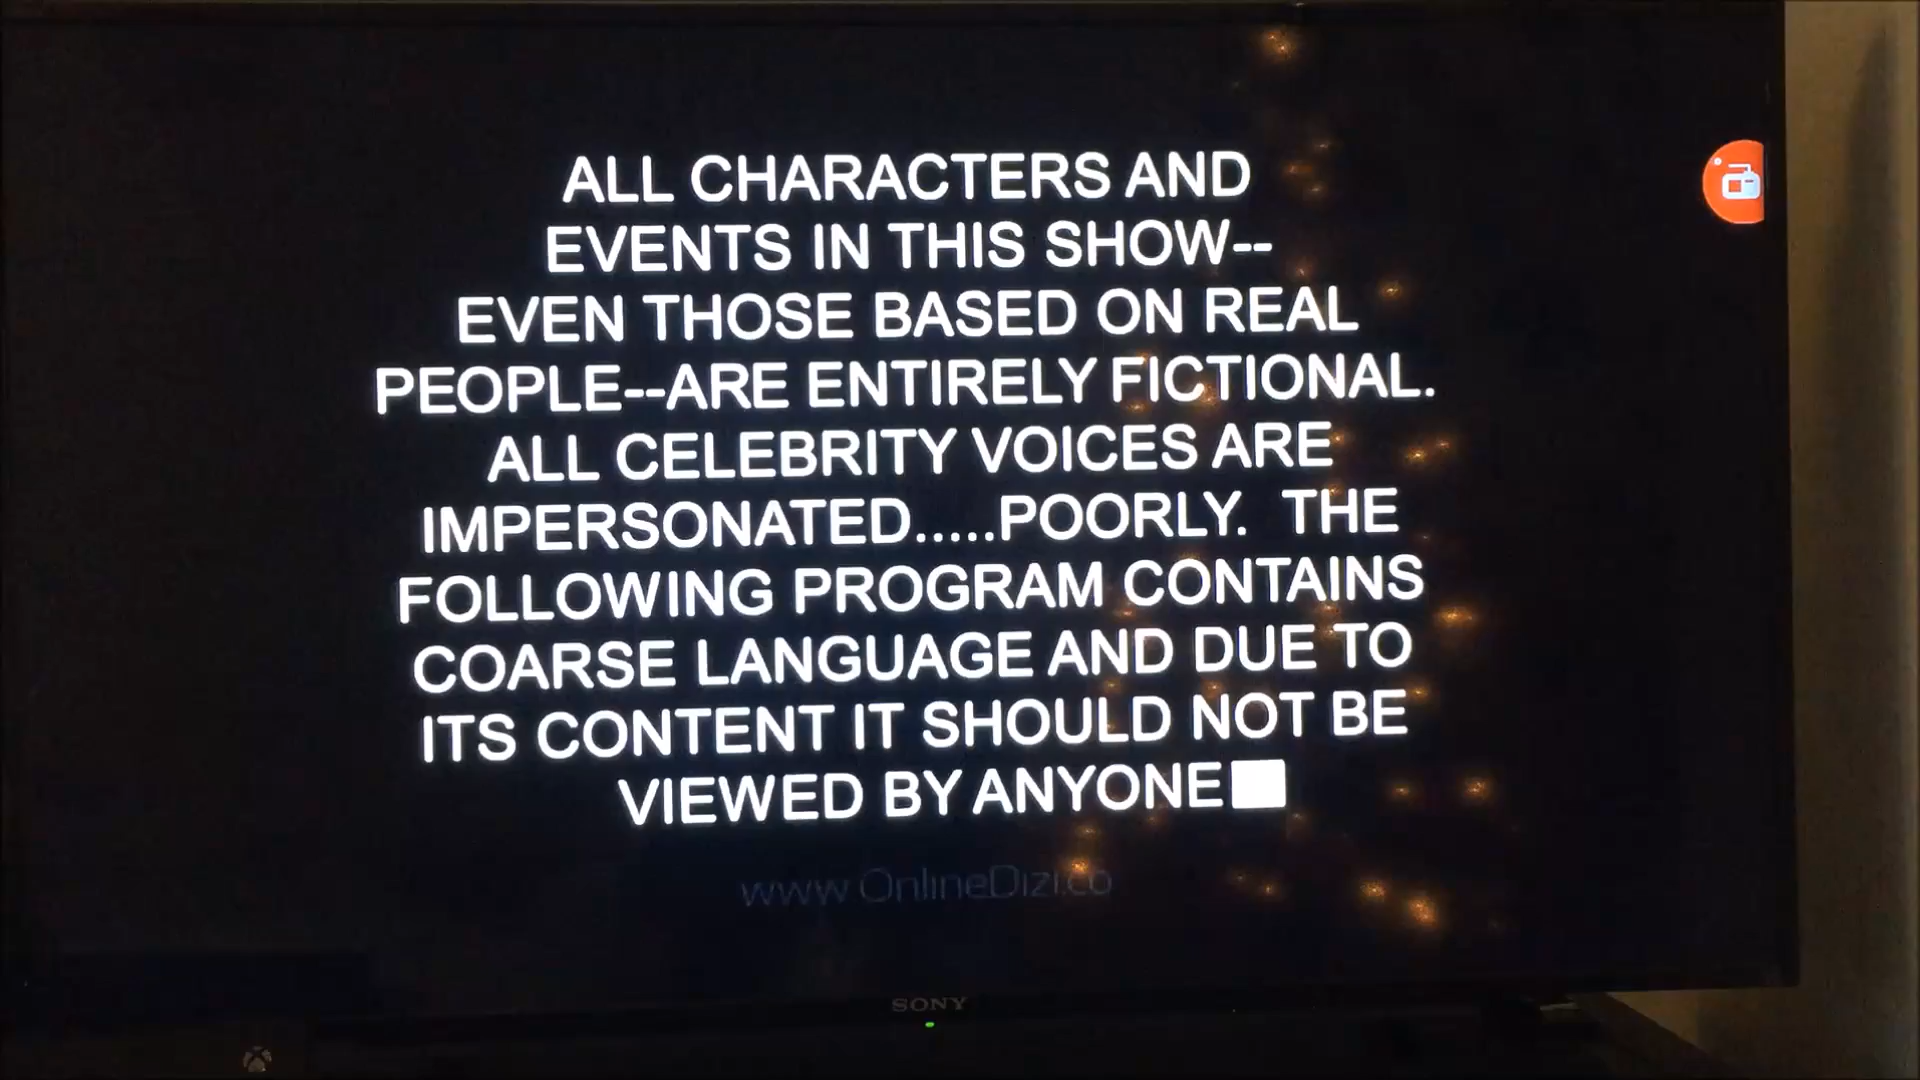 ALL CHARACTERS AND
EVENTS IN THIS SHOW--
EVEN THOSE BASED ON REAL
PEOPLE--ARE ENTIRELY FICTIONAL.
ALL CELEBRITY VOICES ARE
IMPERSONATED.....POORLY. THE
FOLLOWING PROGRAM CONTAINS
COARSE LANGUAGE AND DUE TO
ITS CONTENT IT SHOULD NOT BE
VIEWED BY ANYONE
www OnlineDizi.co
SONY